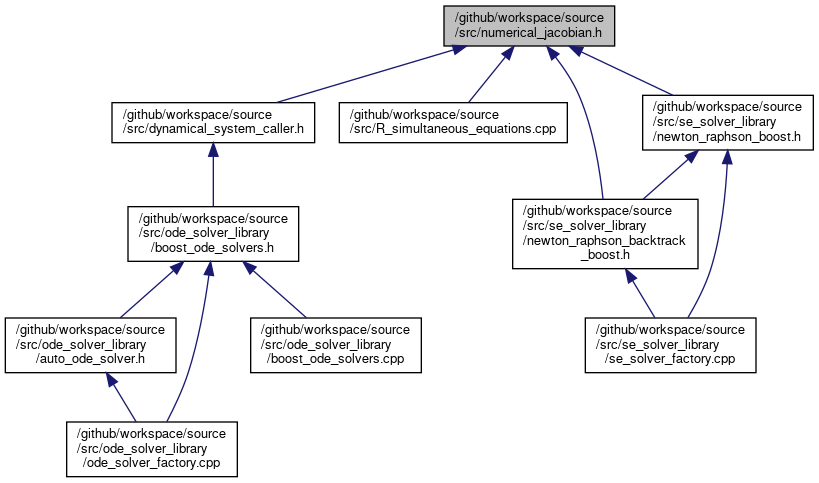 /github/workspace/source
/src/numerical_jacobian.h
/github/workspace/source
/src/dynamical_system_caller.h
/github/workspace/source
/src/R_simultaneous_equations.cpp
/github/workspace/source
/src/se_solver_library
/newton_raphson_boost.h
/github/workspace/source
/src/ode_solver_library
/boost_ode_solvers.h
/github/workspace/source
/src/se_solver_library
/newton_raphson_backtrack
_boost.h
/github/workspace/source
/src/ode_solver_library
/auto_ode_solver.h
/github/workspace/source
/src/ode_solver_library
/boost_ode_solvers.cpp
/github/workspace/source
/src/se_solver_library
/se_solver_factory.cpp
/github/workspace/source
/src/ode_solver_library
/ode_solver_factory.cpp